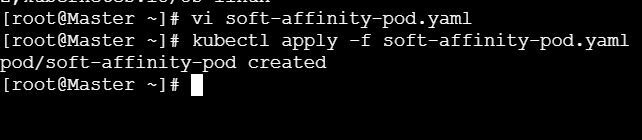 [root@Master ~]# vi soft-affinity-pod.yaml
[root@Master ~]# kubectl apply -f soft-affinity-pod.yaml
pod/soft-affinity-pod created
[root@Master ~]#